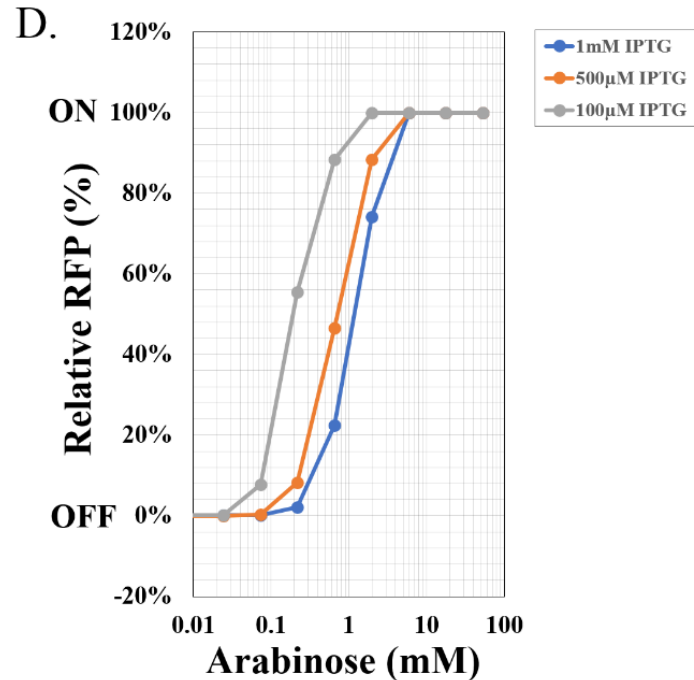 D.
1mM IPTG
500µM IPTG
100µM IPTG
120%
ON 100%
80%
60%
40%
20%
OFF 0%
-20%
Relative RFP (%)
0.01 0.1 1 10 100
Arabinose (mM)